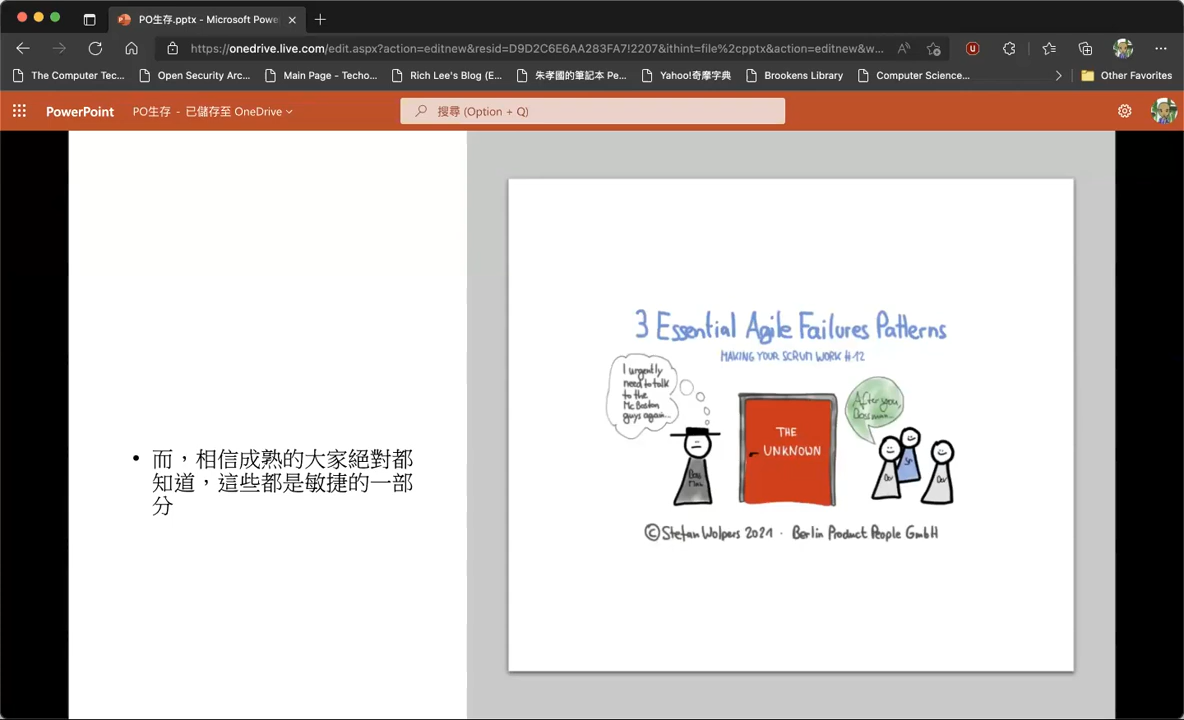 PO生存.pptx - Microsoft Powe
https://onedrive.live.com/edit.aspx?action=editnew&resid=D9D2C6E6AA283FA7!2207&ithint=file%2cpptx&action=editnew&w...
The Computer Tec...
Open Security Arc...
Main Page - Techo...
Rich Lee's Blog (E...
朱孝國的筆記本 Pe...
Yahoo!奇摩字典
Brookens Library
Computer Science...
Other Favorites
PowerPoint
PO生存 - 已儲存至 OneDrive
搜尋 (Option + Q)
• 而，相信成熟的大家絕對都
知道，這些都是敏捷的一部
分
3 Essential Agile Failures Patterns
MAKING YOUR SCRUM WORK #12
I urgently
need to talk
to the
McBoston
guys again...
THE
UNKNOWN
After you,
©Stefan Wolpers 2021 · Berlin Product People GmbH